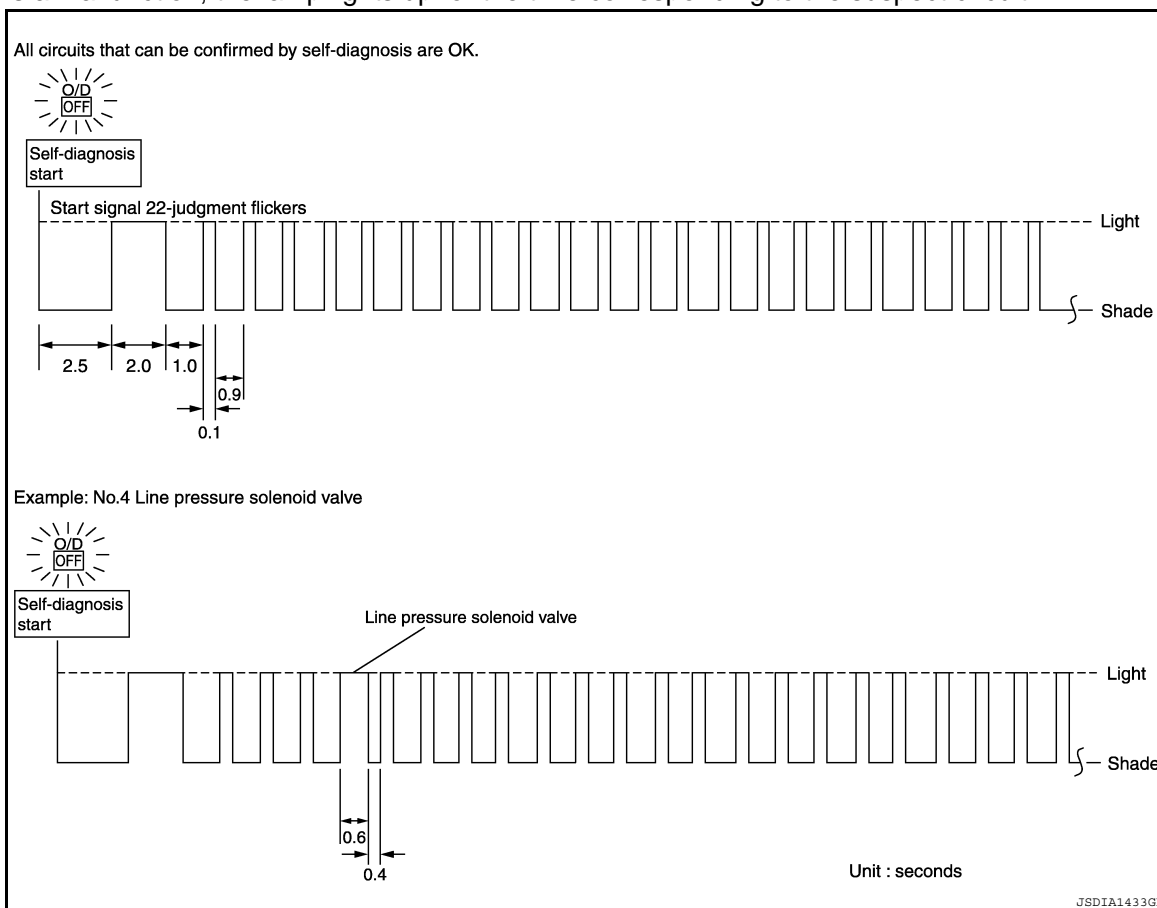 All circuits that can be confirmed by self-diagnosis are OK.
O/D
OFF
Self-diagnosis
start
Start signal 22-judgment flickers
Light
Shade
2.5
2.0
1.0
0.9
0.1
Example: No.4 Line pressure solenoid valve
O/D
OFF
Self-diagnosis
start
Line pressure solenoid valve
Light
Shade
0.6
0.4
Unit : seconds